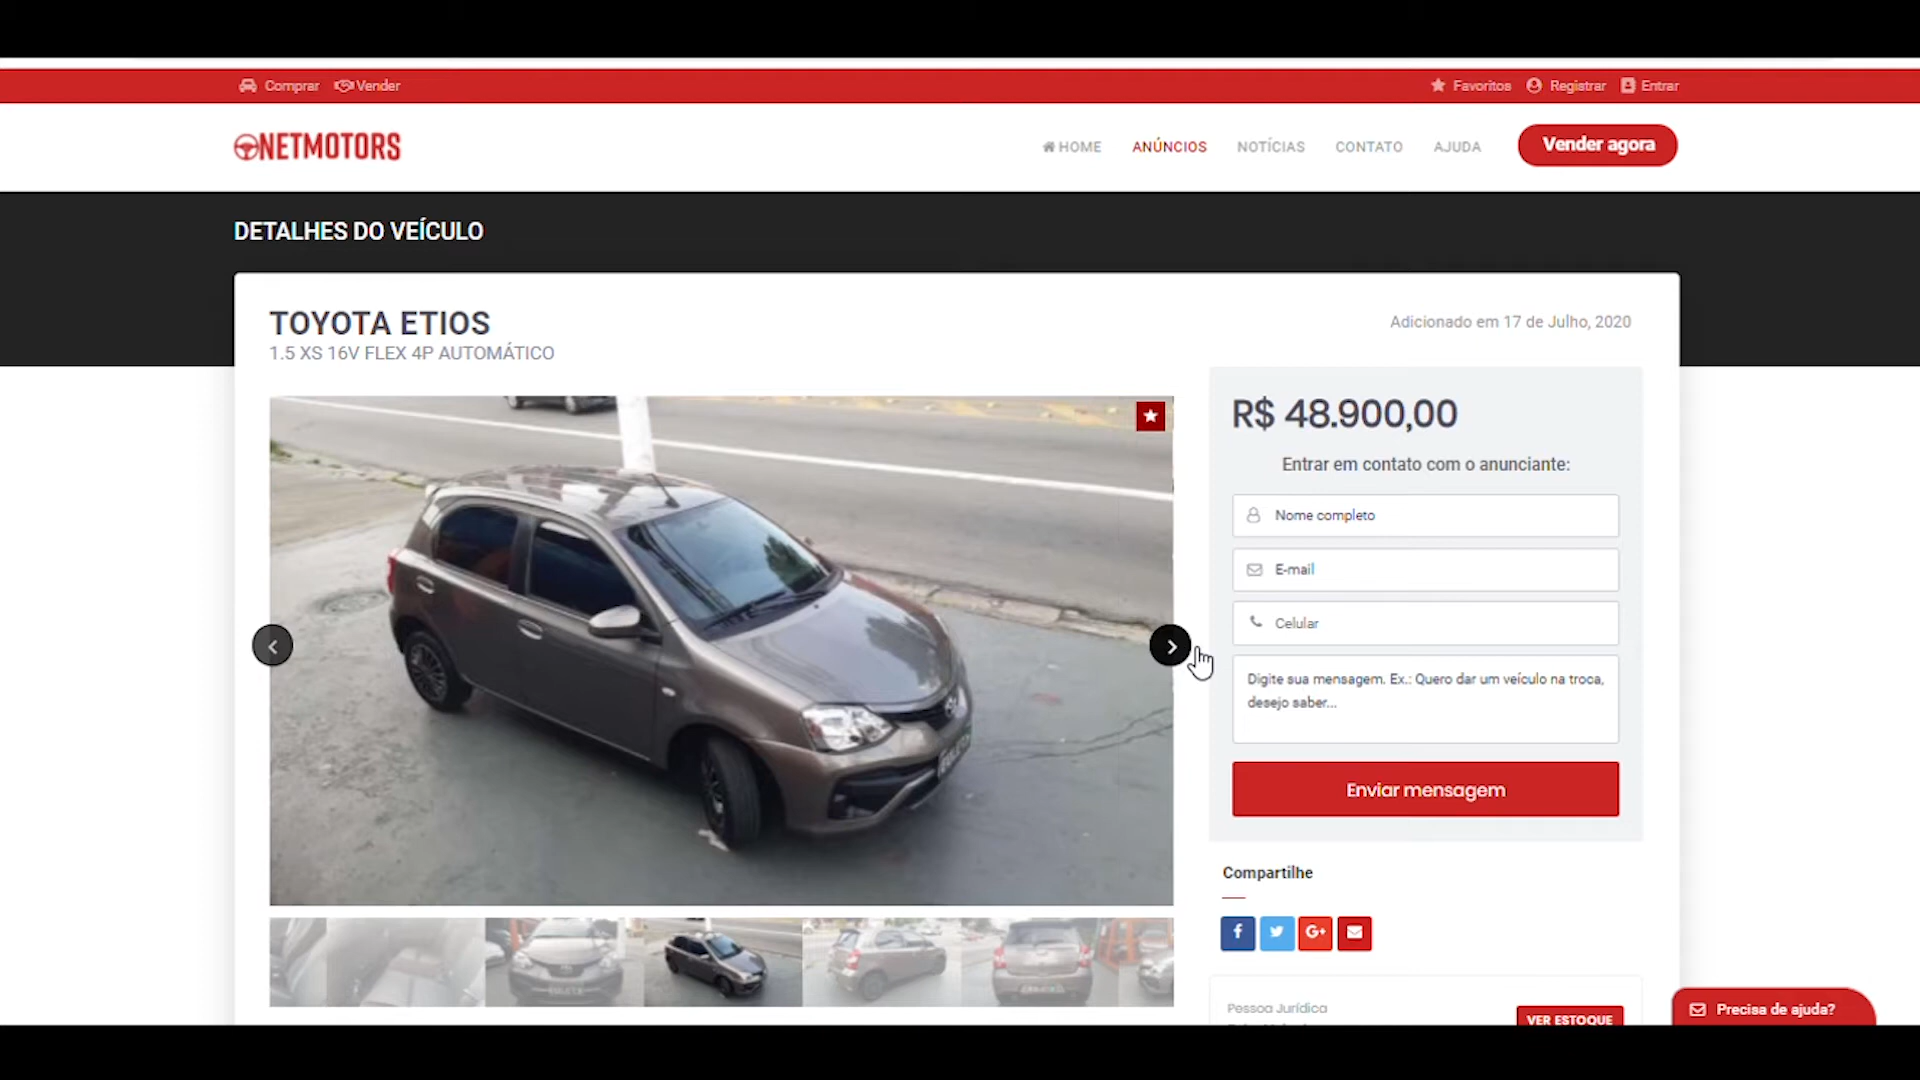 Comprar Vender Favoritos Registrar Entrar
NETMOTORS HOME ANÚNCIOS NOTÍCIAS CONTATO AJUDA Vender agora
DETALHES DO VEÍCULO
TOYOTA ETIOS
Adicionado em 17 de Julho, 2020
1.5 XS 16V FLEX 4P AUTOMÁTICO
R$ 48.900,00
Entrar em contato com o anunciante:
Nome completo
E-mail
Celular
Digite sua mensagem. Ex.: Quero dar um veículo na troca,
desejo saber...
Enviar mensagem
Compartilhe
f G+
Pessoa Jurídica
VER ESTOQUE
Precisa de ajuda?